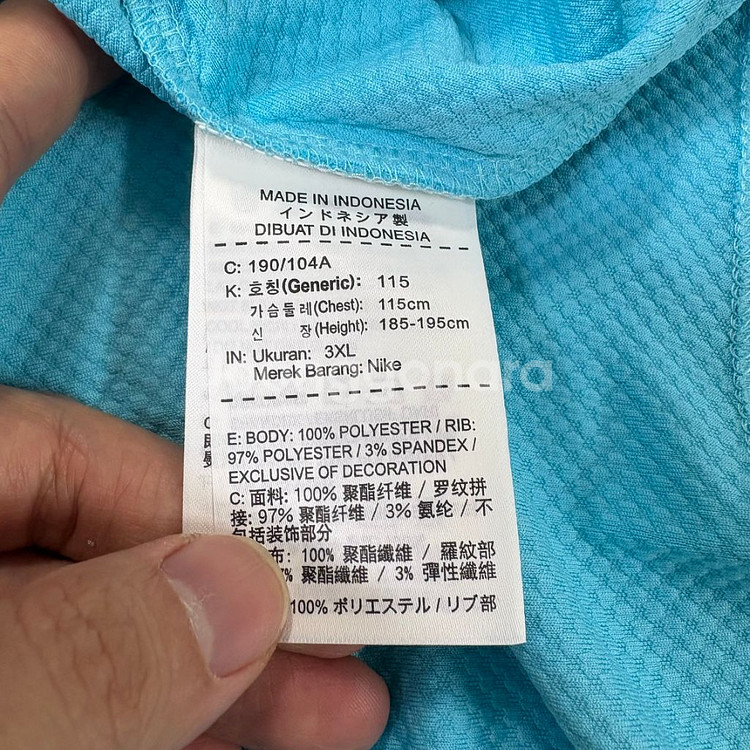 MADE IN INDONESIA
インドネシア製
DIBUAT DI INDONESIA
C: 190/104A
K: 호칭(Generic): 115
가슴둘레(Chest): 115cm
신 장(Height): 185-195cm
IN: Ukuran: 3XL
Merek Barang: Nike
E: BODY: 100% POLYESTER / RIB:
97% POLYESTER / 3% SPANDEX /
EXCLUSIVE OF DECORATION
C: 面料: 100% 聚酯纤维 / 罗纹拼
接: 97% 聚酯纤维 / 3% 氨纶 / 不
包括装饰部分
布: 100% 聚酯纖維 / 羅紋部
聚酯纖維 / 3% 彈性纖維
100% ポリエステル / リブ部